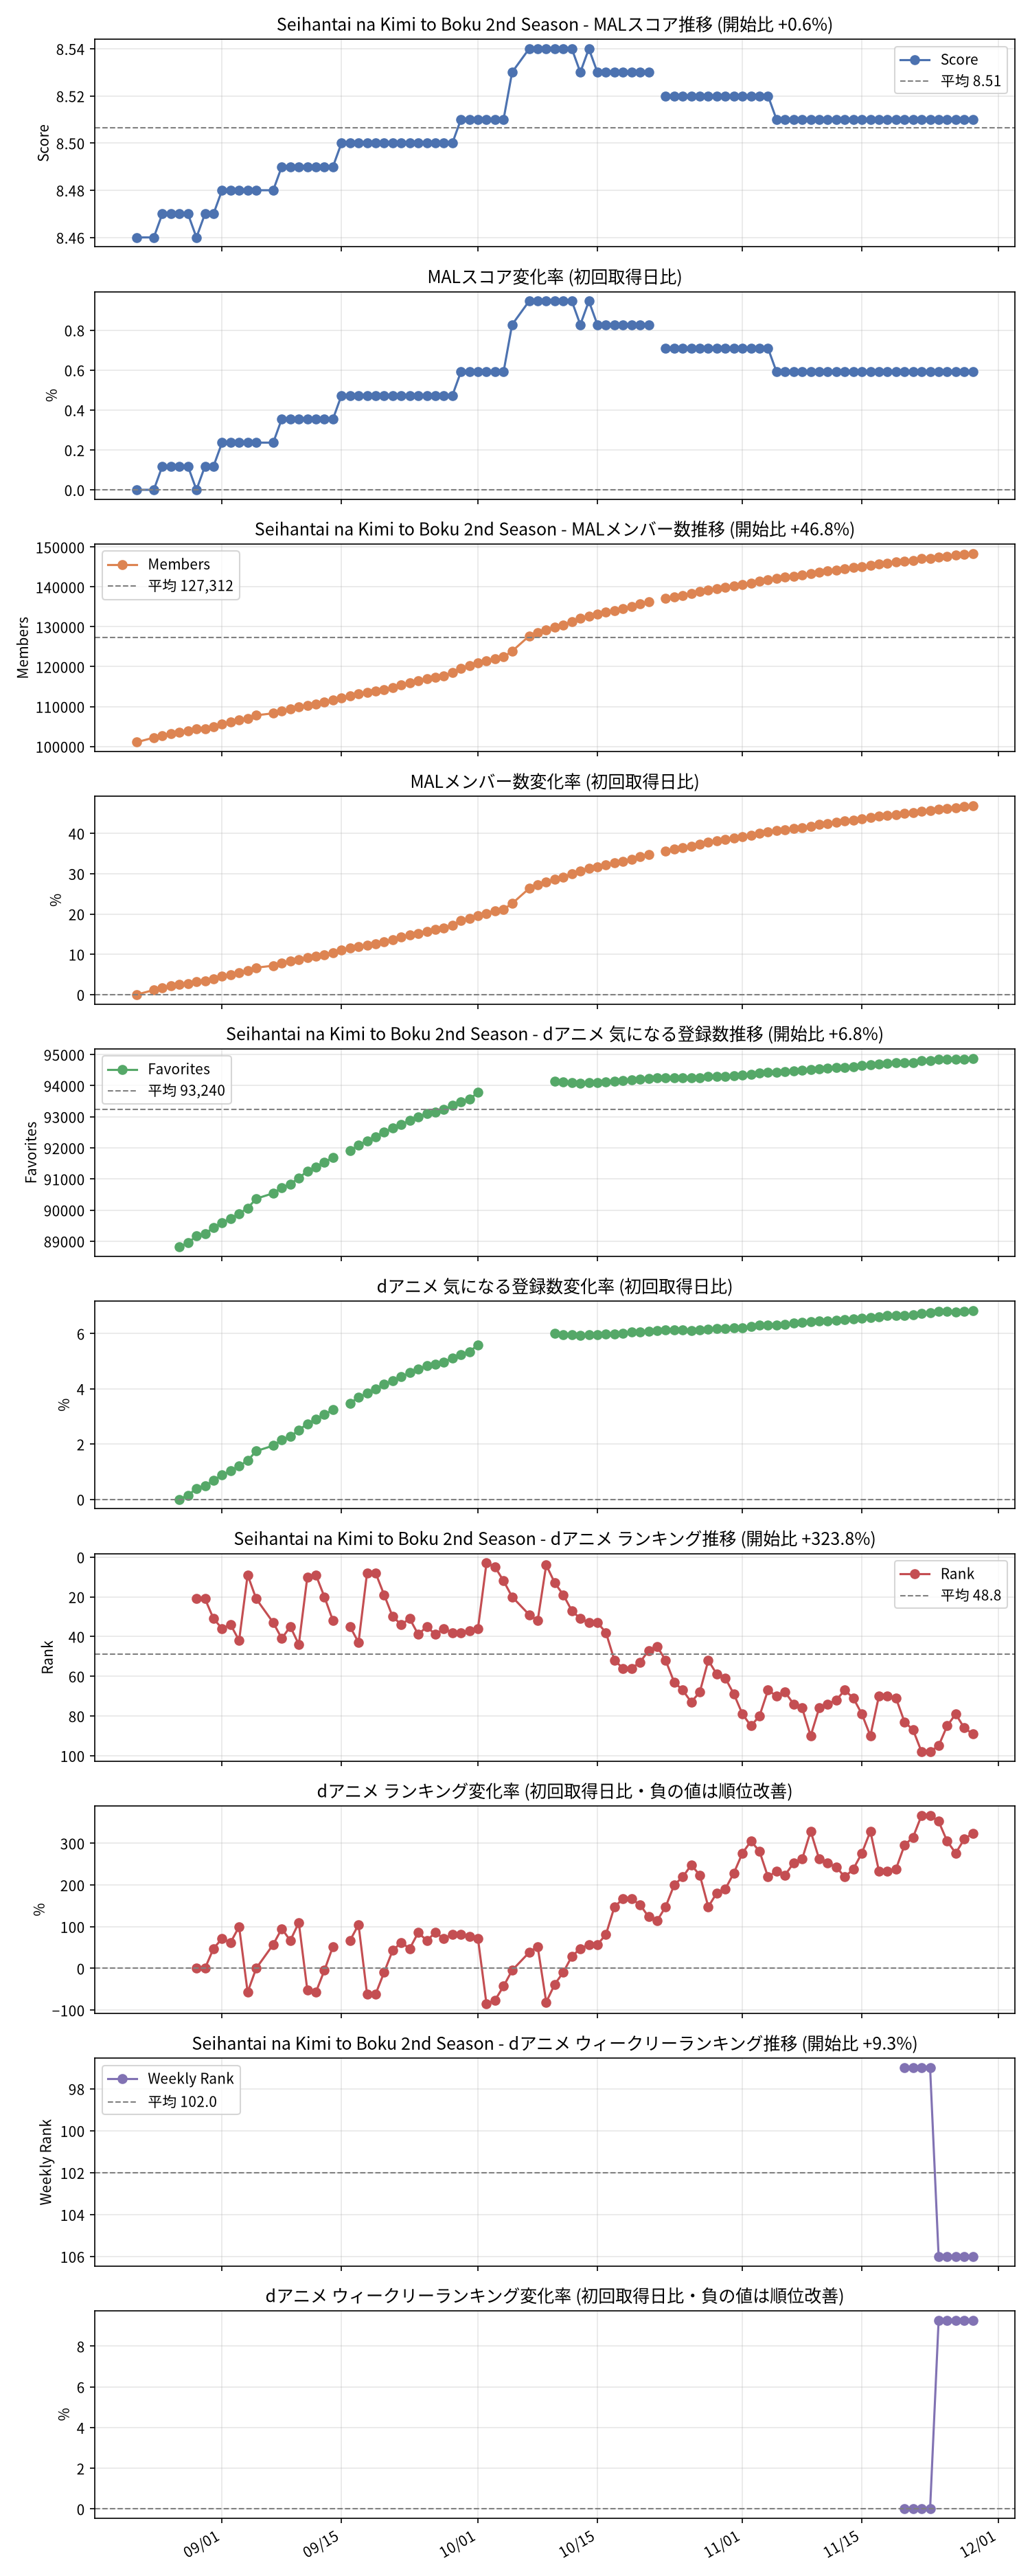 Seihantai na Kimi to Boku 2nd Season - MALスコア推移 (開始比 +0.6%)
8.54
8.52
8.50
8.48
8.46
Score
Score
平均 8.51
MALスコア変化率 (初回取得日比)
0.8
0.6
0.4
0.2
0.0
%
Seihantai na Kimi to Boku 2nd Season - MALメンバー数推移 (開始比 +46.8%)
150000
140000
130000
120000
110000
100000
Members
Members
平均 127,312
MALメンバー数変化率 (初回取得日比)
40
30
20
10
0
%
Seihantai na Kimi to Boku 2nd Season - dアニメ 気になる登録数推移 (開始比 +6.8%)
95000
94000
93000
92000
91000
90000
89000
Favorites
Favorites
平均 93,240
dアニメ 気になる登録数変化率 (初回取得日比)
6
4
2
0
%
Seihantai na Kimi to Boku 2nd Season - dアニメ ランキング推移 (開始比 +323.8%)
0
20
40
60
80
100
Rank
Rank
平均 48.8
dアニメ ランキング変化率 (初回取得日比・負の値は順位改善)
300
200
100
0
−100
%
Seihantai na Kimi to Boku 2nd Season - dアニメ ウィークリーランキング推移 (開始比 +9.3%)
98
100
102
104
106
Weekly Rank
Weekly Rank
平均 102.0
dアニメ ウィークリーランキング変化率 (初回取得日比・負の値は順位改善)
8
6
4
2
0
%
09/01
09/15
10/01
10/15
11/01
11/15
12/01